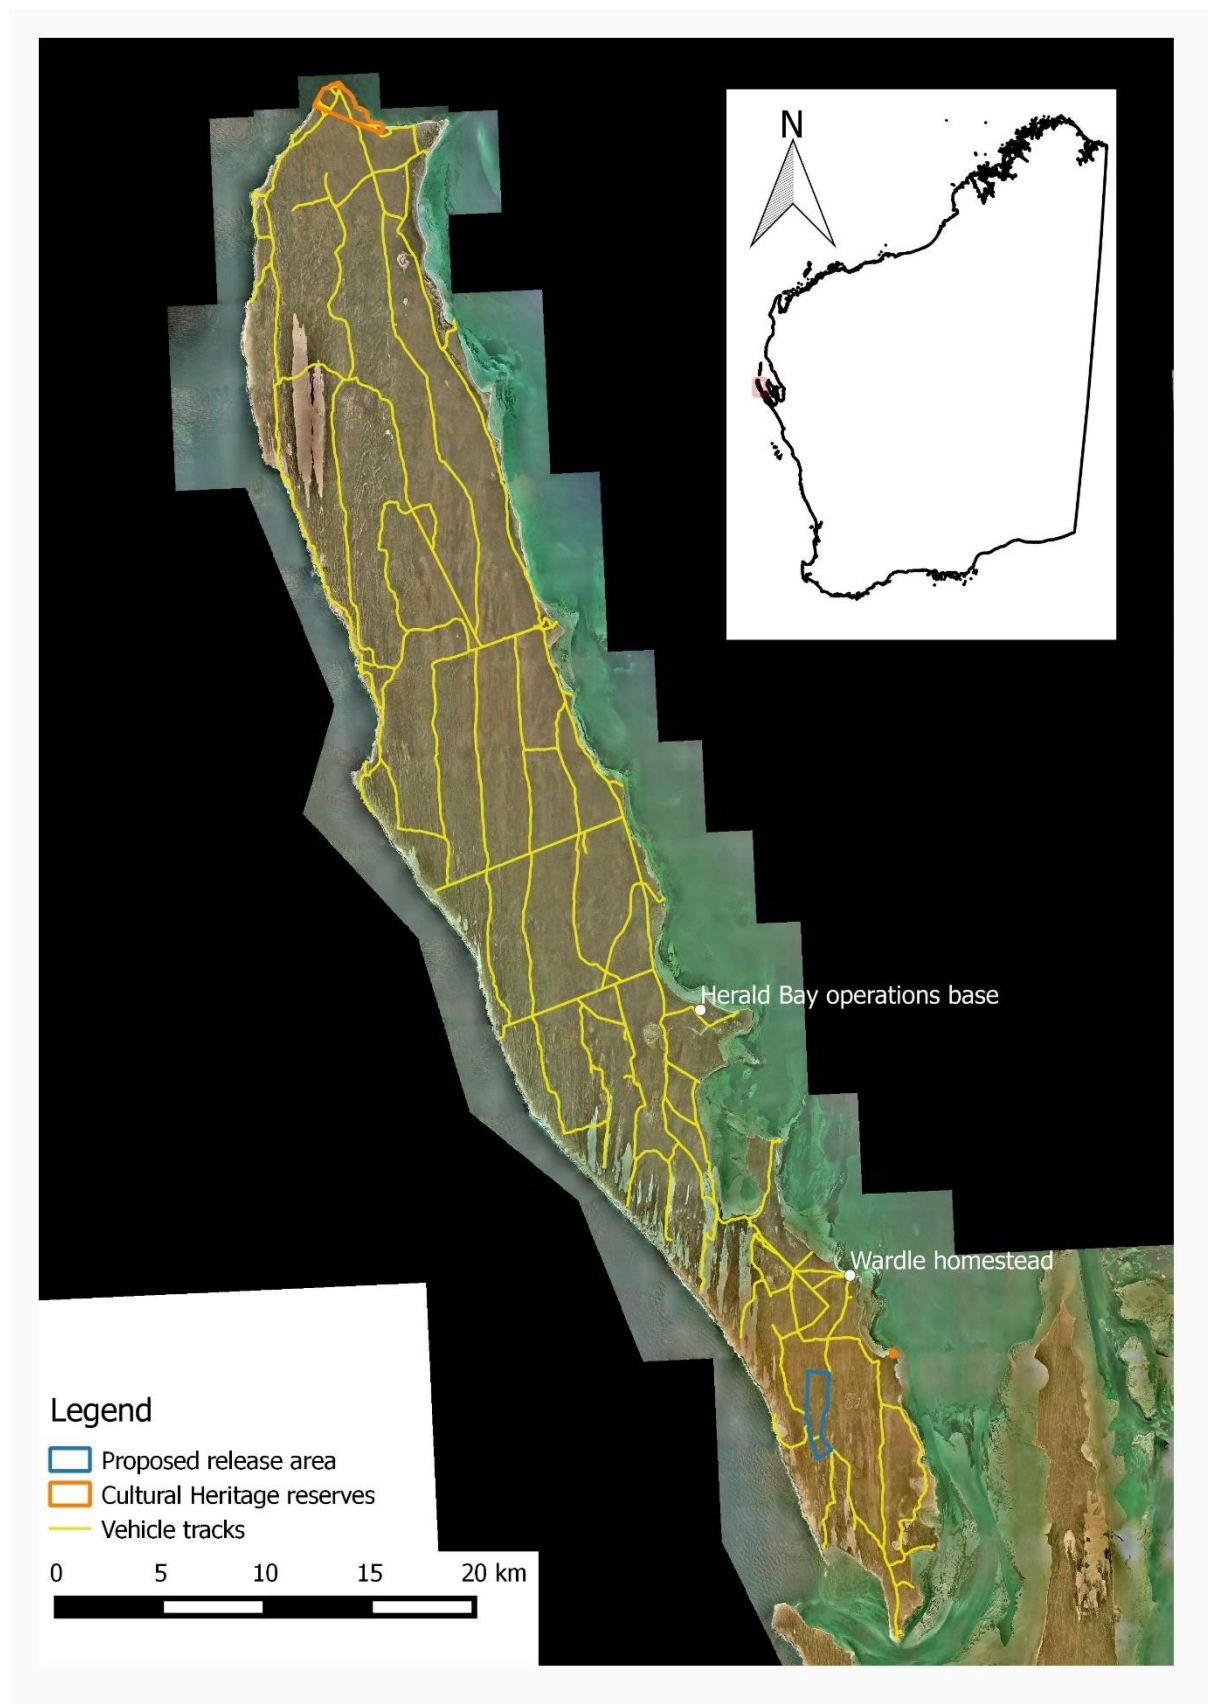 N
Herald Bay operations base
Wardle homestead
Legend
Proposed release area
Cultural Heritage reserves
Vehicle tracks
0 5 10 15 20 km